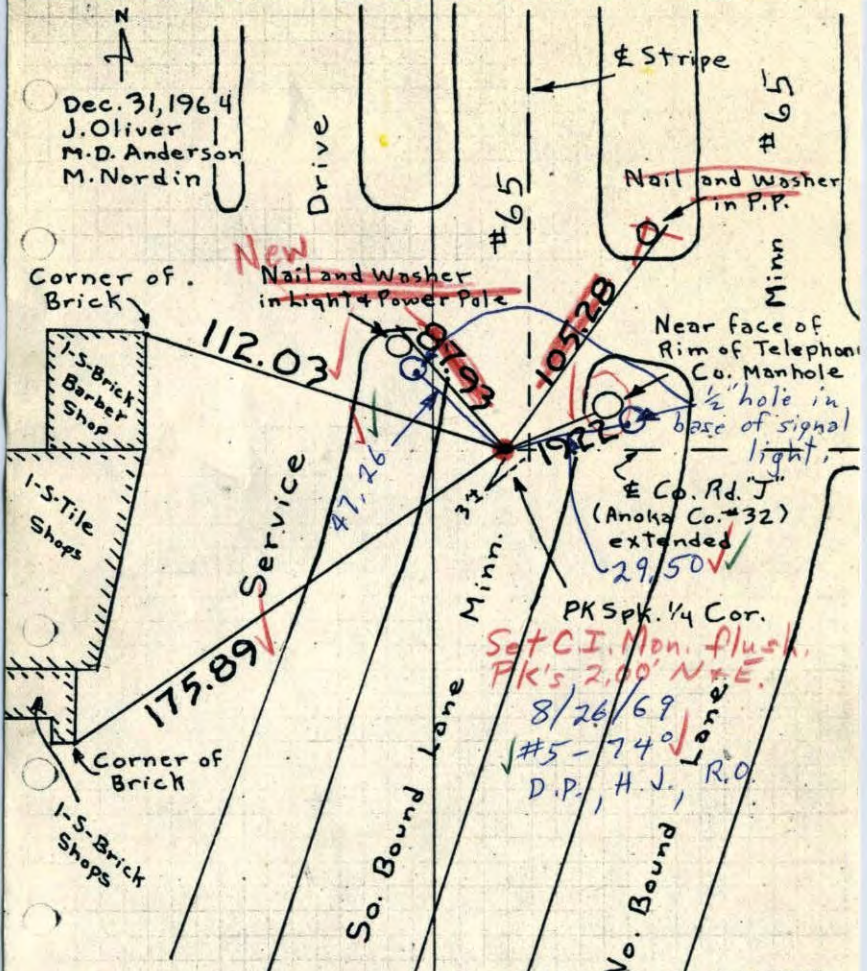 N
Dec. 31, 1964
J. Oliver
M.D. Anderson
M. Nordin
Drive
#65
℄ Stripe
#65
Minn
Nail and Washer
in P.P.
New
Nail and Washer
in Light & Power Pole
Corner of
Brick
112.03
105.28
Near face of
Rim of Telephone
Co. Manhole
1/2" hole in
base of signal
light.
1-S-Brick
Barber
Shop
47.26
19.22
℄ Co. Rd. "J"
(Anoka Co. #32)
extended
29.50
1-S-Tile
Shops
Service
Minn.
PK Spk. 1/4 Cor.
Set C.I. Mon. flush.
PK's 2.00' N & E.
8/26/69
#5 - 74°
D.P., H.J., R.O.
175.89
Corner of
Brick
1-S-Brick
Shops
So. Bound Lane
No. Bound Lane